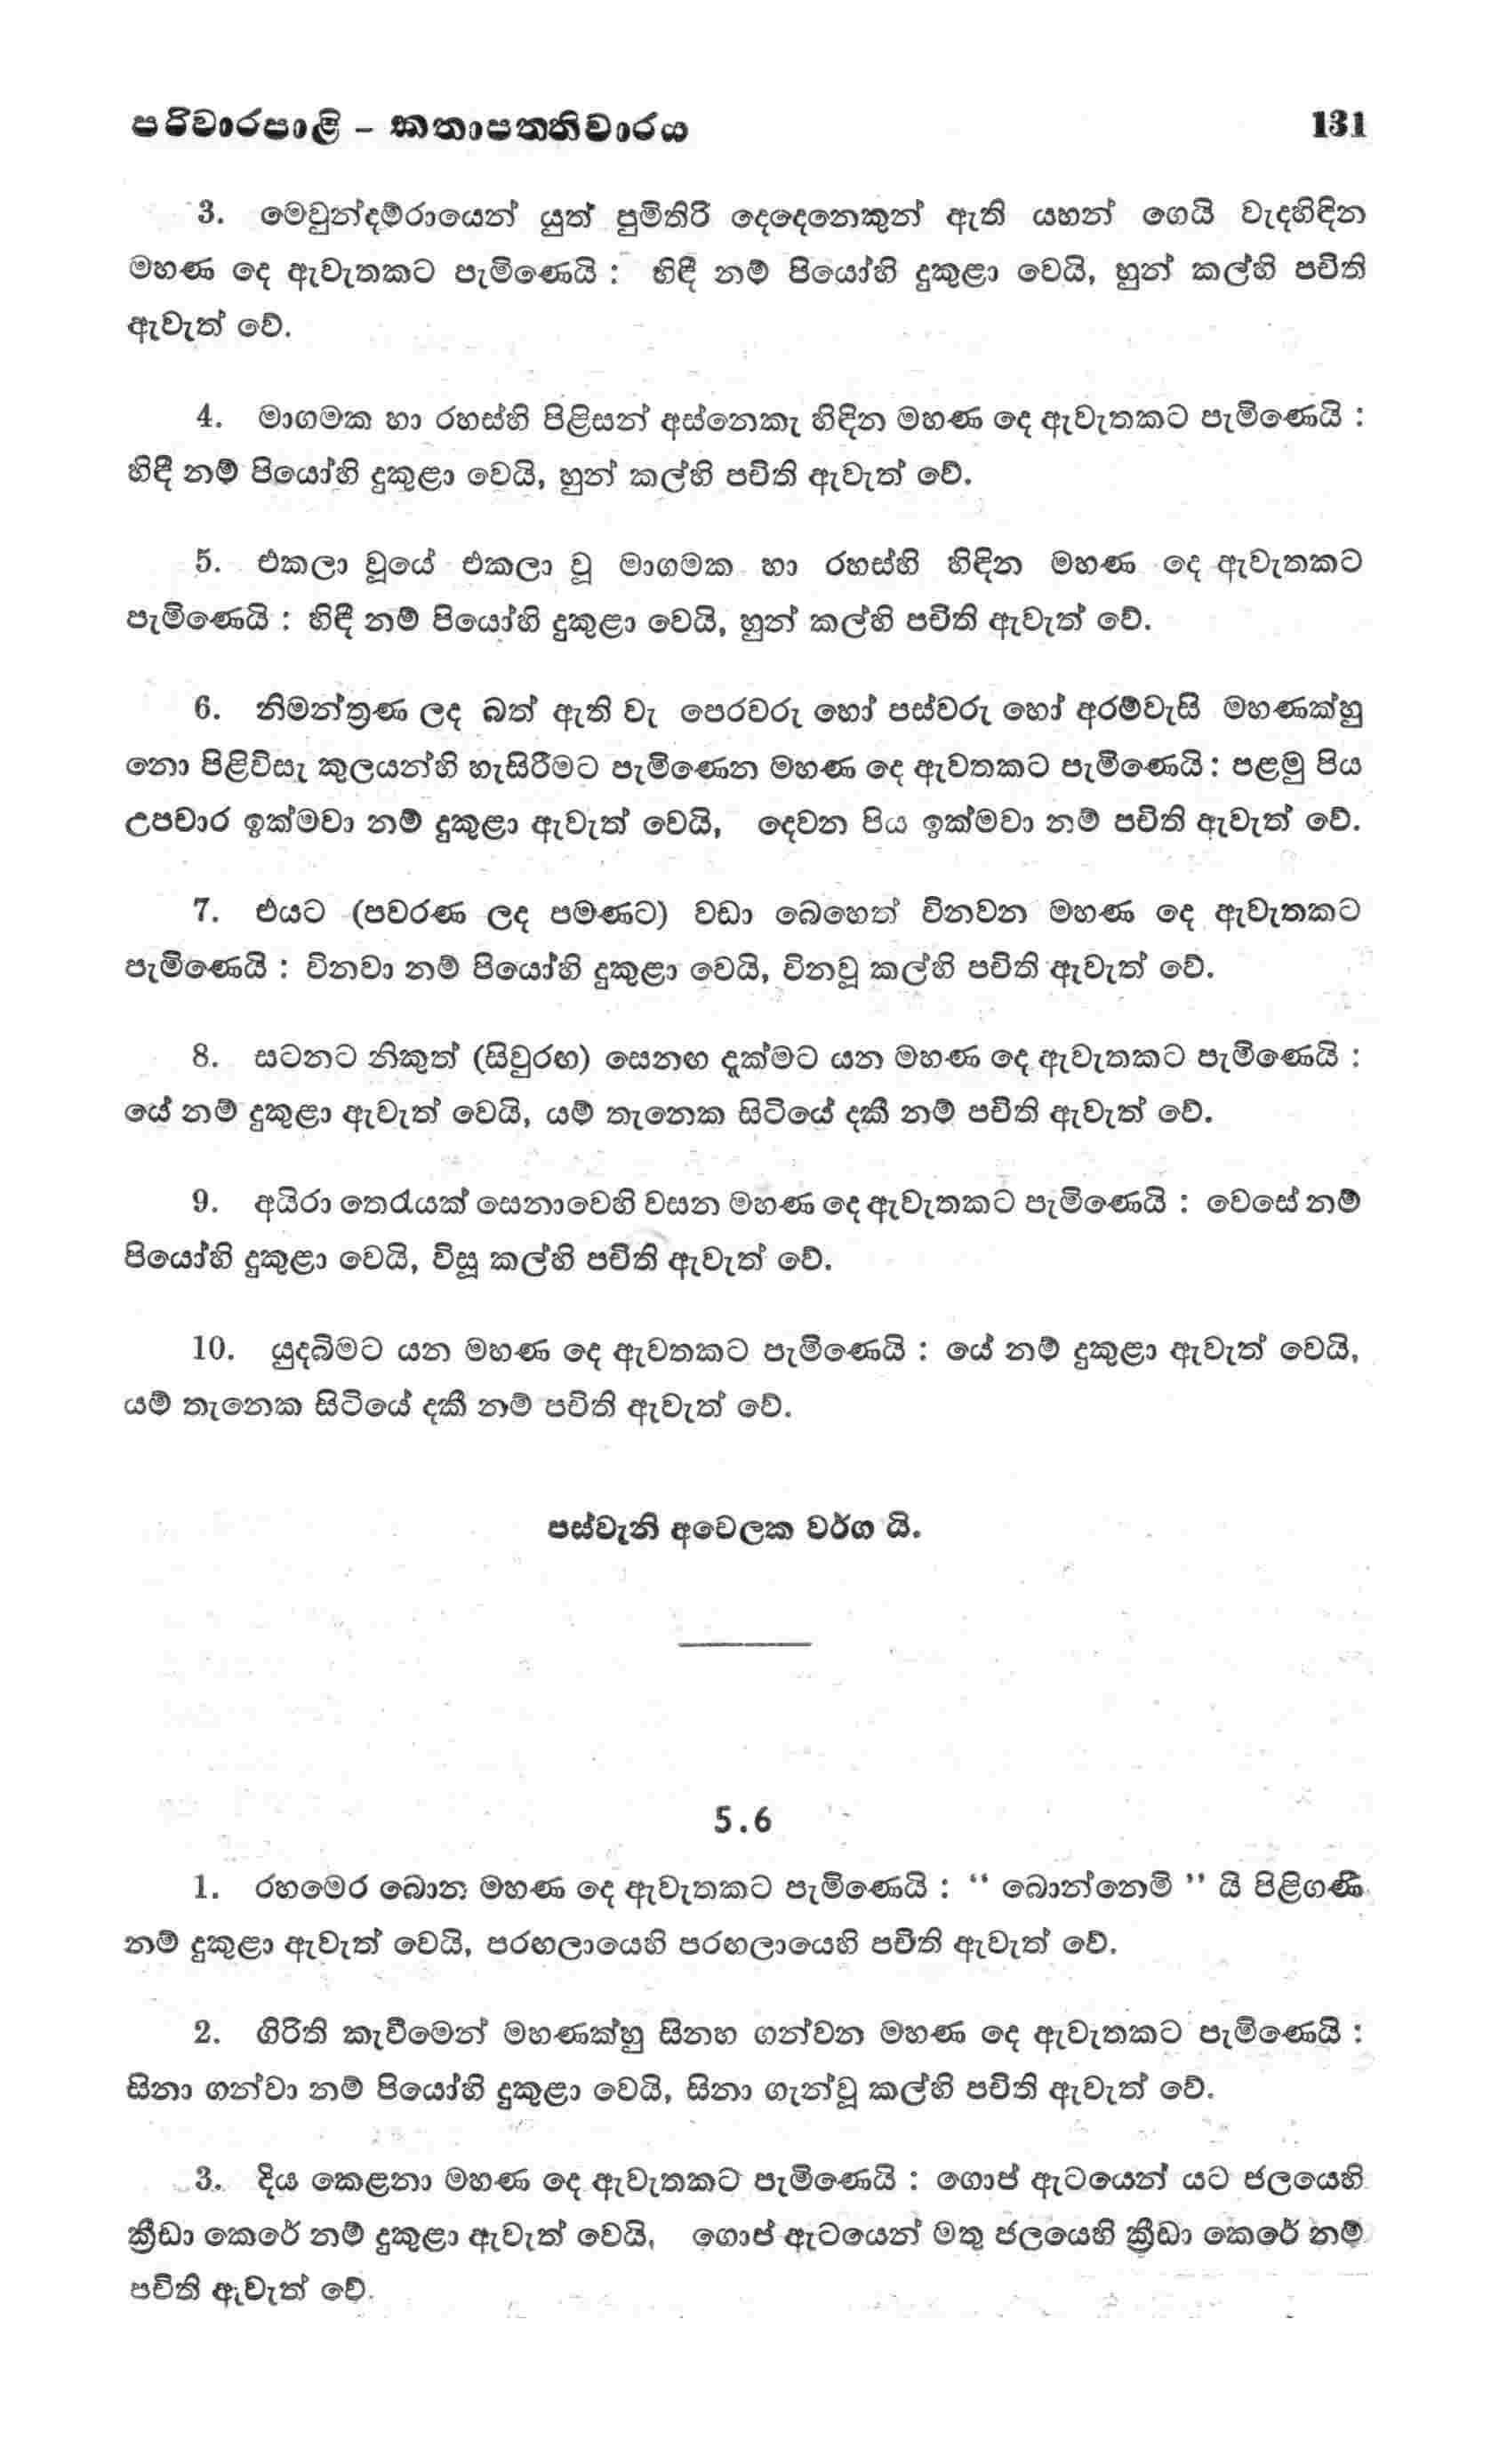 පරිවාරපාළි – කතාපත්තිවාරය 131
3. මෙවුන්දම්රායෙන් යුත් පුමිතිරි දෙදෙනෙකුන් ඇති යහන් ගෙයි වැදහිඳින
මහණ දෙ ඇවැතකට පැමිණෙයි : හිඳී නම් පියෝහි දුකුළා වෙයි, හුන් කල්හි පචිති
ඇවැත් වේ.
4. මාගමක හා රහස්හි පිළිසන් අස්නෙකැ හිඳින මහණ දෙ ඇවැතකට පැමිණෙයි :
හිඳී නම් පියෝහි දුකුළා වෙයි, හුන් කල්හි පචිති ඇවැත් වේ.
5. එකලා වූයේ එකලා වූ මාගමක හා රහස්හි හිඳින මහණ දෙ ඇවැතකට
පැමිණෙයි : හිඳී නම් පියෝහි දුකුළා වෙයි, හුන් කල්හි පචිති ඇවැත් වේ.
6. නිමන්ත්‍රණ ලද බත් ඇති වැ පෙරවරු හෝ පස්වරු හෝ අරම්වැසි මහණක්හු
නො පිළිවිසැ කුලයන්හි හැසිරීමට පැමිණෙන මහණ දෙ ඇවතකට පැමිණෙයි : පළමු පිය
උපචාර ඉක්මවා නම් දුකුළා ඇවැත් වෙයි, දෙවන පිය ඉක්මවා නම් පචිති ඇවැත් වේ.
7. එයට (පවරණ ලද පමණට) වඩා බෙහෙත් විනවන මහණ දෙ ඇවැතකට
පැමිණෙයි : විනවා නම් පියෝහි දුකුළා වෙයි, විනවූ කල්හි පචිති ඇවැත් වේ.
8. සටනට නිකුත් (සිවුරඟ) සෙනඟ දැක්මට යන මහණ දෙ ඇවැතකට පැමිණෙයි :
යේ නම් දුකුළා ඇවැත් වෙයි, යම් තැනෙක සිටියේ දකී නම් පචිති ඇවැත් වේ.
9. අයිරා තෙරැයක් සෙනාවෙහි වසන මහණ දෙ ඇවැතකට පැමිණෙයි : වෙසේ නම්
පියෝහි දුකුළා වෙයි, විසූ කල්හි පචිති ඇවැත් වේ.
10. යුදබිමට යන මහණ දෙ ඇවතකට පැමිණෙයි : යේ නම් දුකුළා ඇවැත් වෙයි,
යම් තැනෙක සිටියේ දකී නම් පචිති ඇවැත් වේ.
පස්වැනි අචෙලක වර්ග යි.
5.6
1. රහමෙර බොන මහණ දෙ ඇවැතකට පැමිණෙයි : “ බොන්නෙමි ” යි පිළිගණී
නම් දුකුළා ඇවැත් වෙයි, පරඟලායෙහි පරඟලායෙහි පචිති ඇවැත් වේ.
2. ගිරිති කැවීමෙන් මහණක්හු සිනහ ගන්වන මහණ දෙ ඇවැතකට පැමිණෙයි :
සිනා ගන්වා නම් පියෝහි දුකුළා වෙයි, සිනා ගැන්වූ කල්හි පචිති ඇවැත් වේ.
3. දිය කෙළනා මහණ දෙ ඇවැතකට පැමිණෙයි : ගොප් ඇටයෙන් යට ජලයෙහි
ක්‍රීඩා කෙරේ නම් දුකුළා ඇවැත් වෙයි, ගොප් ඇටයෙන් මතු ජලයෙහි ක්‍රීඩා කෙරේ නම්
පචිති ඇවැත් වේ.